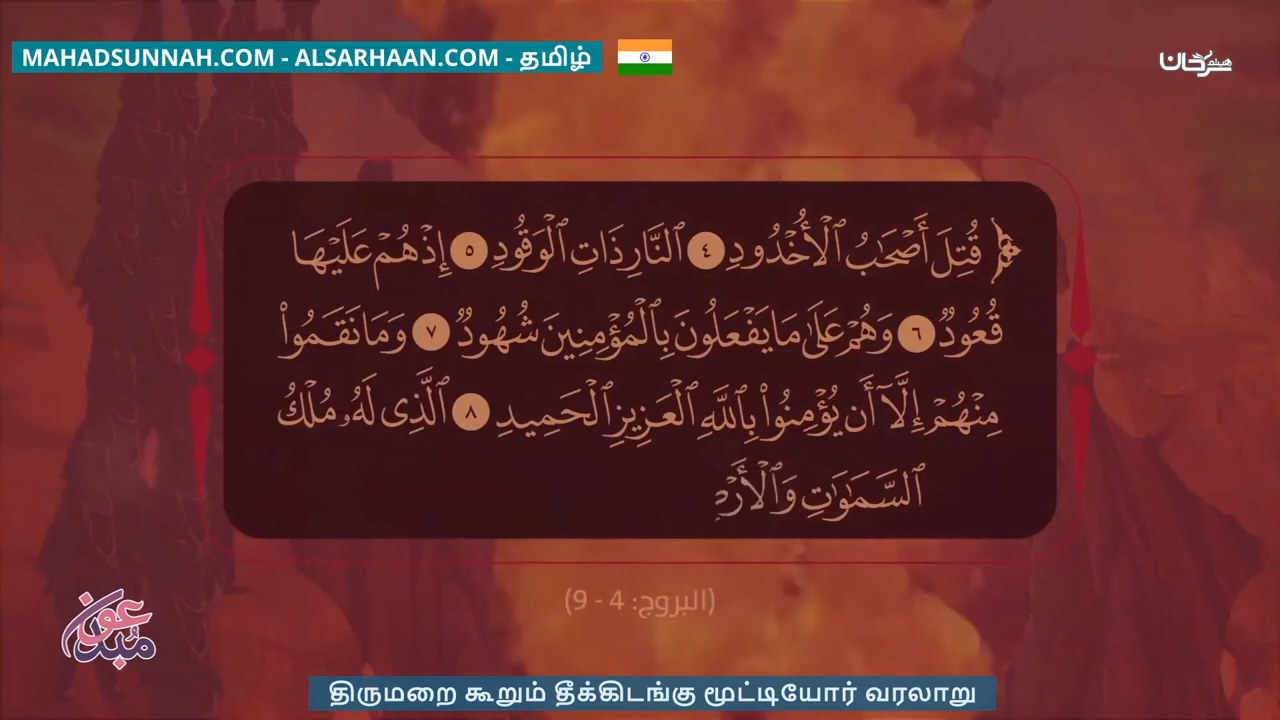 MAHADSUNNAH.COM - ALSARHAAN.COM - தமிழ்
هيثم سرحان
﴿ قُتِلَ أَصْحَٰبُ ٱلْأُخْدُودِ ٤ ٱلنَّارِ ذَاتِ ٱلْوَقُودِ ٥ إِذْ هُمْ عَلَيْهَا
قُعُودٌ ٦ وَهُمْ عَلَىٰ مَا يَفْعَلُونَ بِٱلْمُؤْمِنِينَ شُهُودٌ ٧ وَمَا نَقَمُوا۟
مِنْهُمْ إِلَّآ أَن يُؤْمِنُوا۟ بِٱللَّهِ ٱلْعَزِيزِ ٱلْحَمِيدِ ٨ ٱلَّذِى لَهُۥ مُلْكُ
ٱلسَّمَٰوَٰتِ وَٱلْأَرْ
(البروج: 4 - 9)
திருமறை கூறும் தீக்கிடங்கு மூட்டியோர் வரலாறு